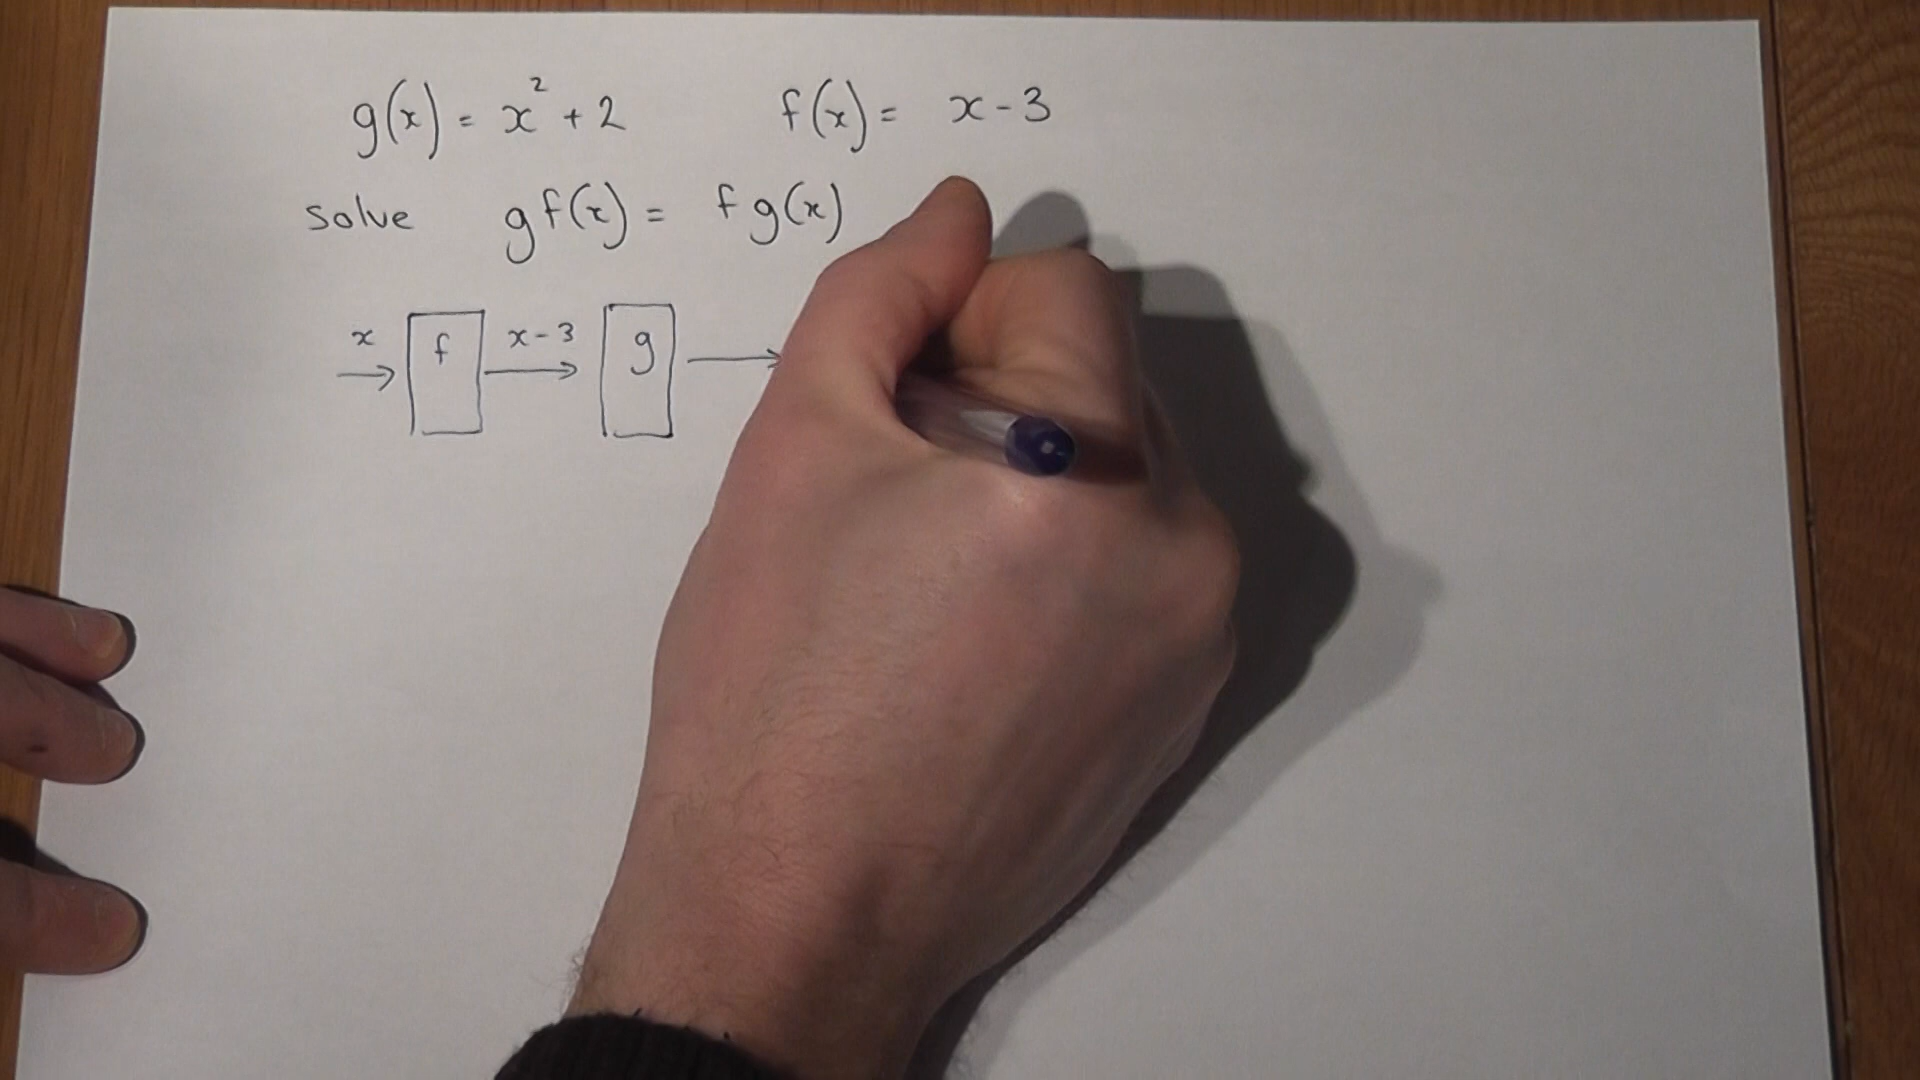 g(x) = x² + 2 f(x) = x - 3
solve gf(x) = fg(x)
x → f x - 3 → g →